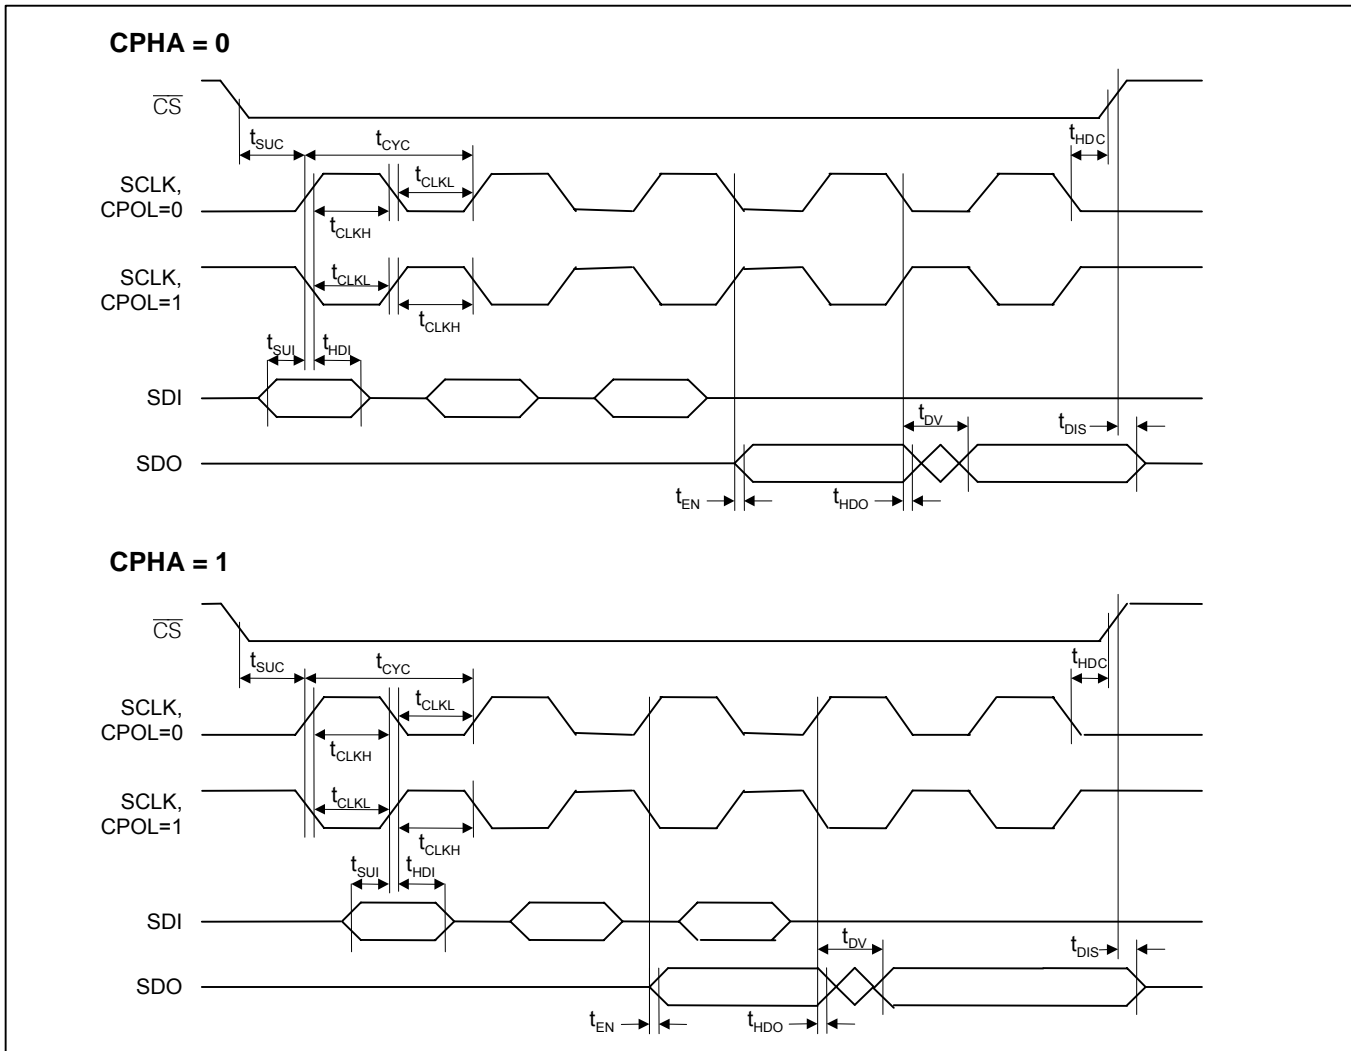 CPHA = 0
CS
tSUC
tCYC
tHDC
SCLK,
CPOL=0
tCLKL
tCLKH
SCLK,
CPOL=1
tCLKL
tCLKH
tSUI
tHDI
SDI
tDV
tDIS
SDO
tEN
tHDO
CPHA = 1
CS
tSUC
tCYC
tHDC
SCLK,
CPOL=0
tCLKL
tCLKH
SCLK,
CPOL=1
tCLKL
tCLKH
tSUI
tHDI
SDI
tDV
tDIS
SDO
tEN
tHDO